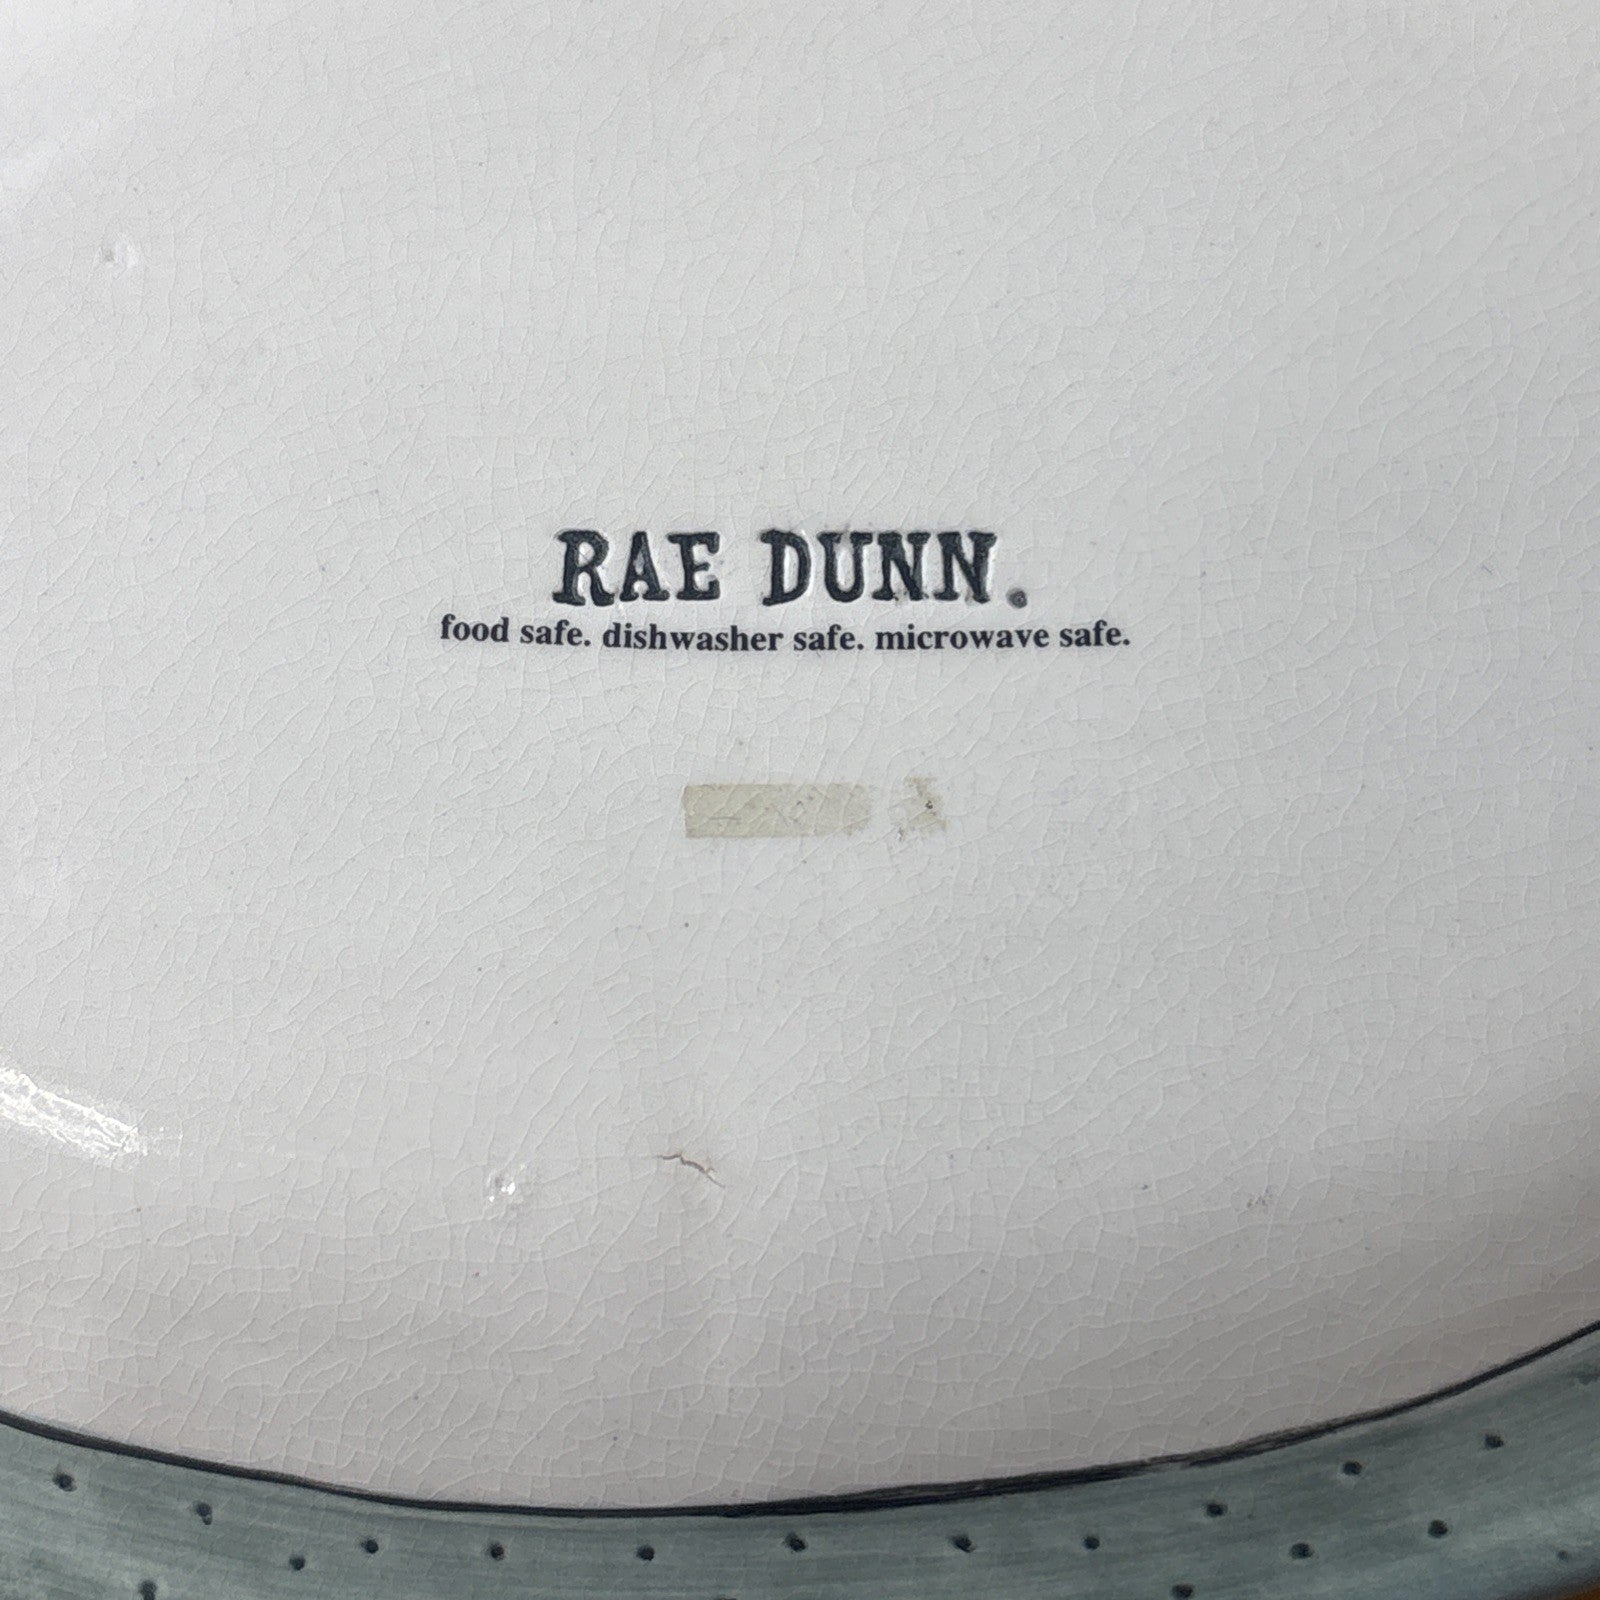 RAE DUNN.
food safe. dishwasher safe. microwave safe.